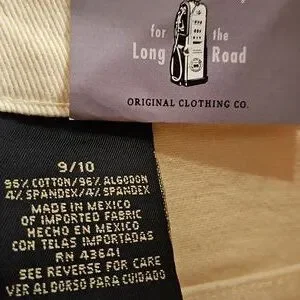 for the
Long Road
ORIGINAL CLOTHING CO.
9/10
96% COTTON/96% ALGODON
4% SPANDEX/4% SPANDEX
MADE IN MEXICO
OF IMPORTED FABRIC
HECHO EN MEXICO
CON TELAS IMPORTADAS
RN 43641
SEE REVERSE FOR CARE
VER AL DORSO PARA CUIDADO